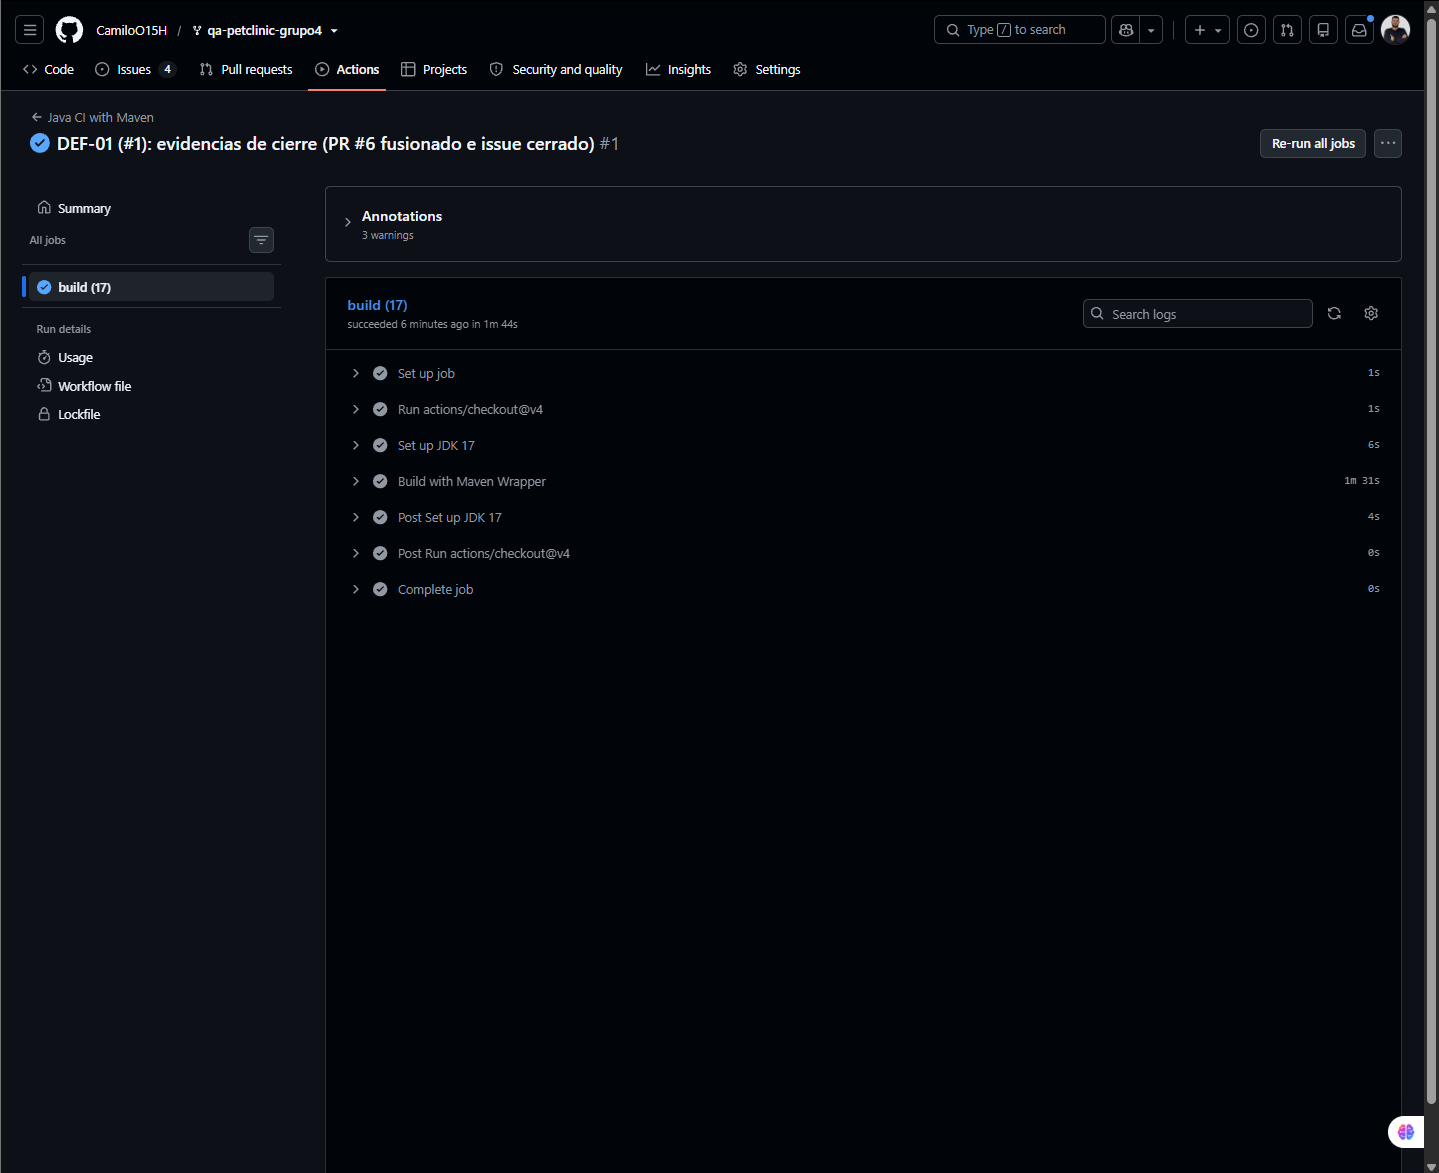 CamiloO15H / qa-petclinic-grupo4
Type / to search
Code
Issues 4
Pull requests
Actions
Projects
Security and quality
Insights
Settings
Java CI with Maven
DEF-01 (#1): evidencias de cierre (PR #6 fusionado e issue cerrado) #1
Re-run all jobs
Summary
All jobs
build (17)
Run details
Usage
Workflow file
Lockfile
Annotations
3 warnings
build (17)
succeeded 6 minutes ago in 1m 44s
Search logs
Set up job 1s
Run actions/checkout@v4 1s
Set up JDK 17 6s
Build with Maven Wrapper 1m 31s
Post Set up JDK 17 4s
Post Run actions/checkout@v4 0s
Complete job 0s